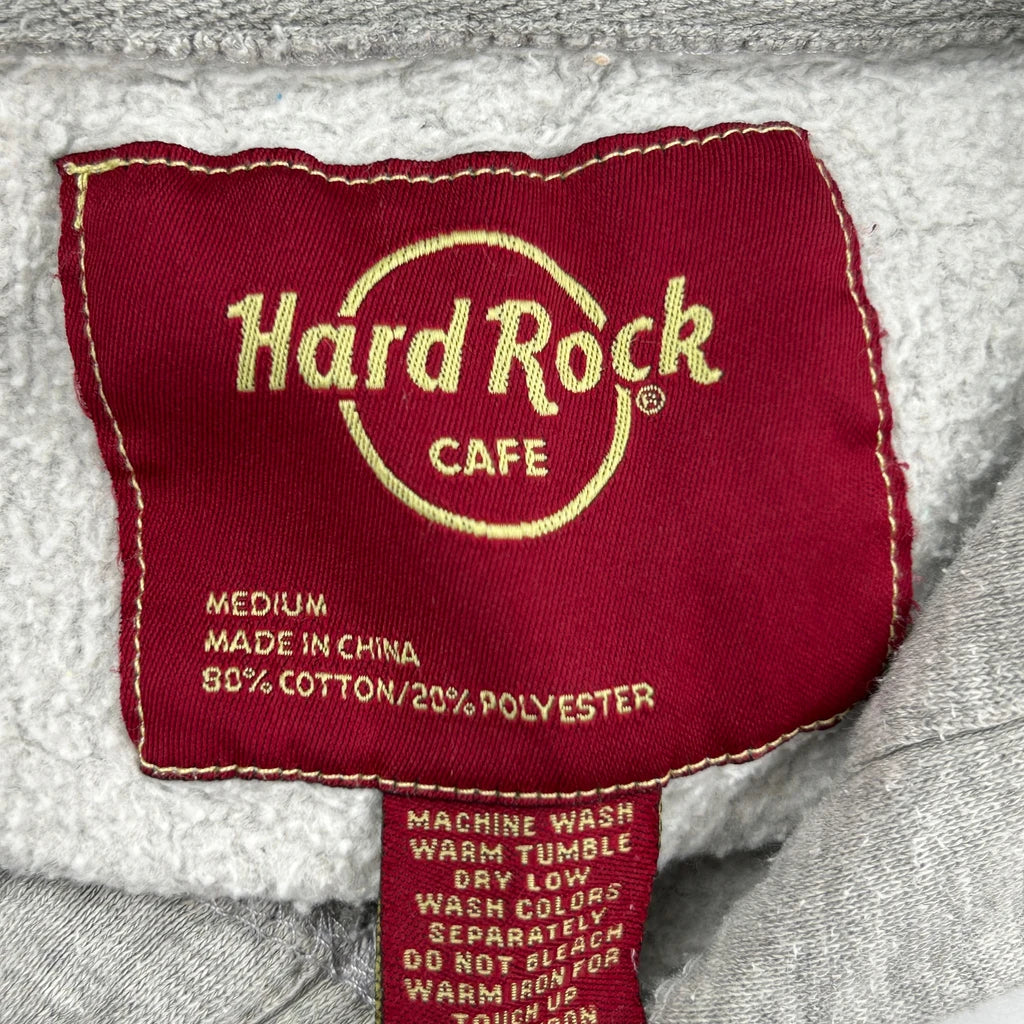 Hard Rock ®
CAFE
MEDIUM
MADE IN CHINA
80% COTTON/20% POLYESTER
MACHINE WASH
WARM TUMBLE
DRY LOW
WASH COLORS
SEPARATELY
DO NOT BLEACH
WARM IRON FOR
TOUCH UP